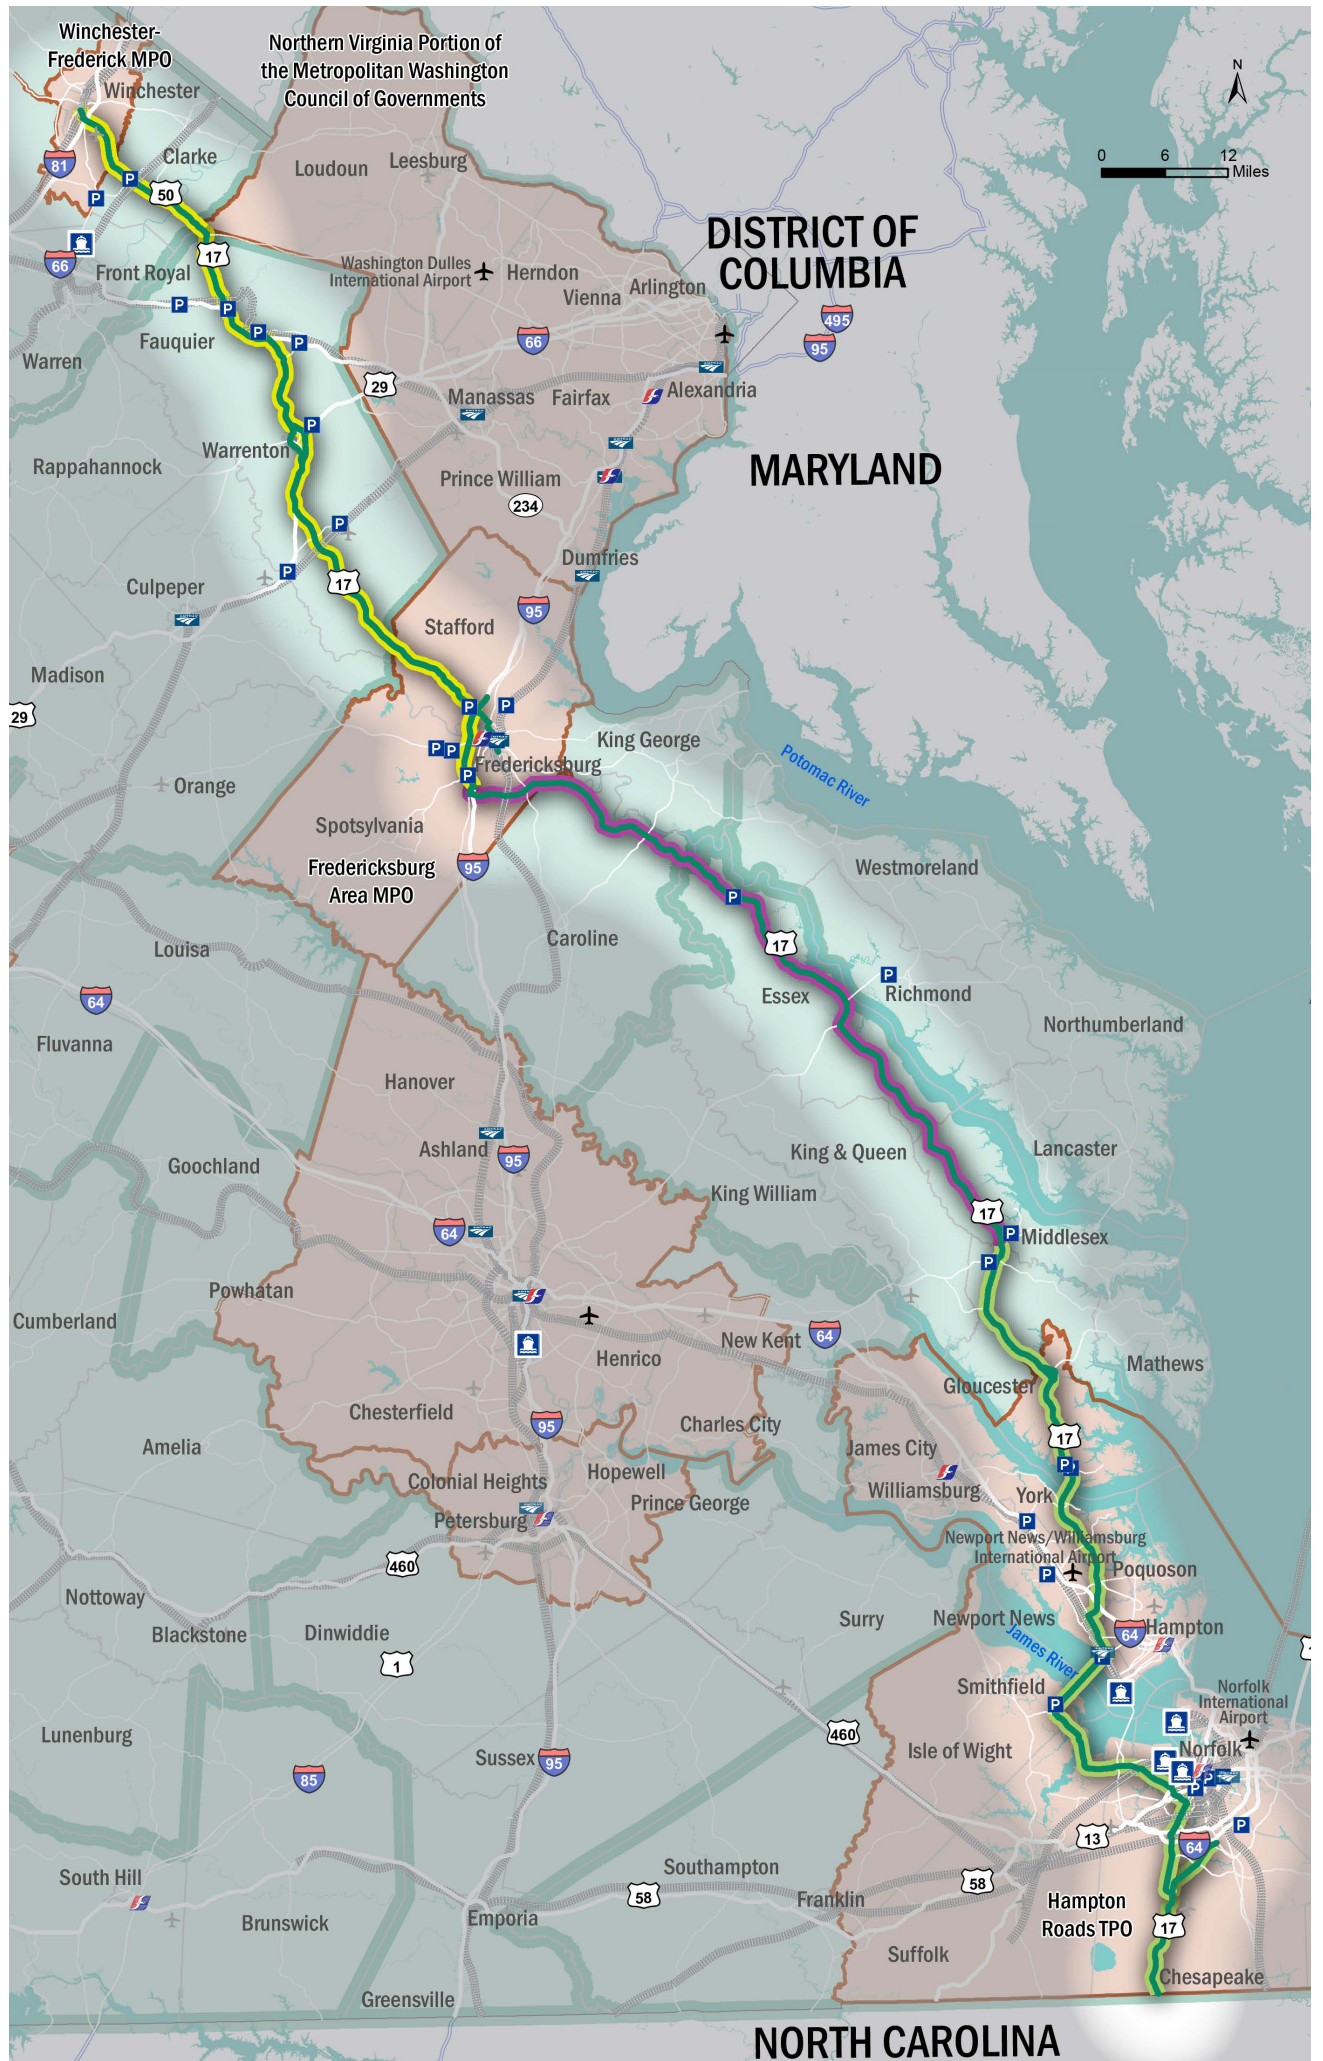 Winchester-
Frederick MPO
Northern Virginia Portion of
the Metropolitan Washington
Council of Governments
N
Winchester
0 6 12
Miles
81
Clarke
50
Loudoun
Leesburg
DISTRICT OF
COLUMBIA
17
66
Front Royal
Washington Dulles
International Airport
Herndon
Vienna
Arlington
P
P
P
P
P
P
495
95
66
Fauquier
Warren
29
Manassas
Fairfax
Alexandria
P
Warrenton
Rappahannock
MARYLAND
Prince William
234
P
Dumfries
P
Culpeper
17
95
Stafford
Madison
29
P
P
P
P
King George
Potomac River
Fredericksburg
P
Orange
Spotsylvania
Fredericksburg
Area MPO
95
Westmoreland
P
Caroline
17
Louisa
P
Richmond
Essex
64
Northumberland
Fluvanna
Hanover
Ashland
95
King & Queen
Lancaster
Goochland
King William
17
64
P
Middlesex
P
Powhatan
Cumberland
New Kent
64
Henrico
Mathews
Gloucester
Chesterfield
95
Charles City
17
Amelia
James City
P
Colonial Heights
Hopewell
Williamsburg
York
Prince George
Petersburg
P
Newport News/Williamsburg
International Airport
460
P
Poquoson
Nottoway
Blackstone
Dinwiddie
Surry
Newport News
64
Hampton
James River
1
P
Smithfield
P
Norfolk
International
Airport
Lunenburg
460
Isle of Wight
Norfolk
Sussex
95
85
P
P
P
13
64
South Hill
Southampton
58
58
Franklin
Hampton
Roads TPO
Brunswick
Emporia
17
Suffolk
Chesapeake
Greensville
NORTH CAROLINA